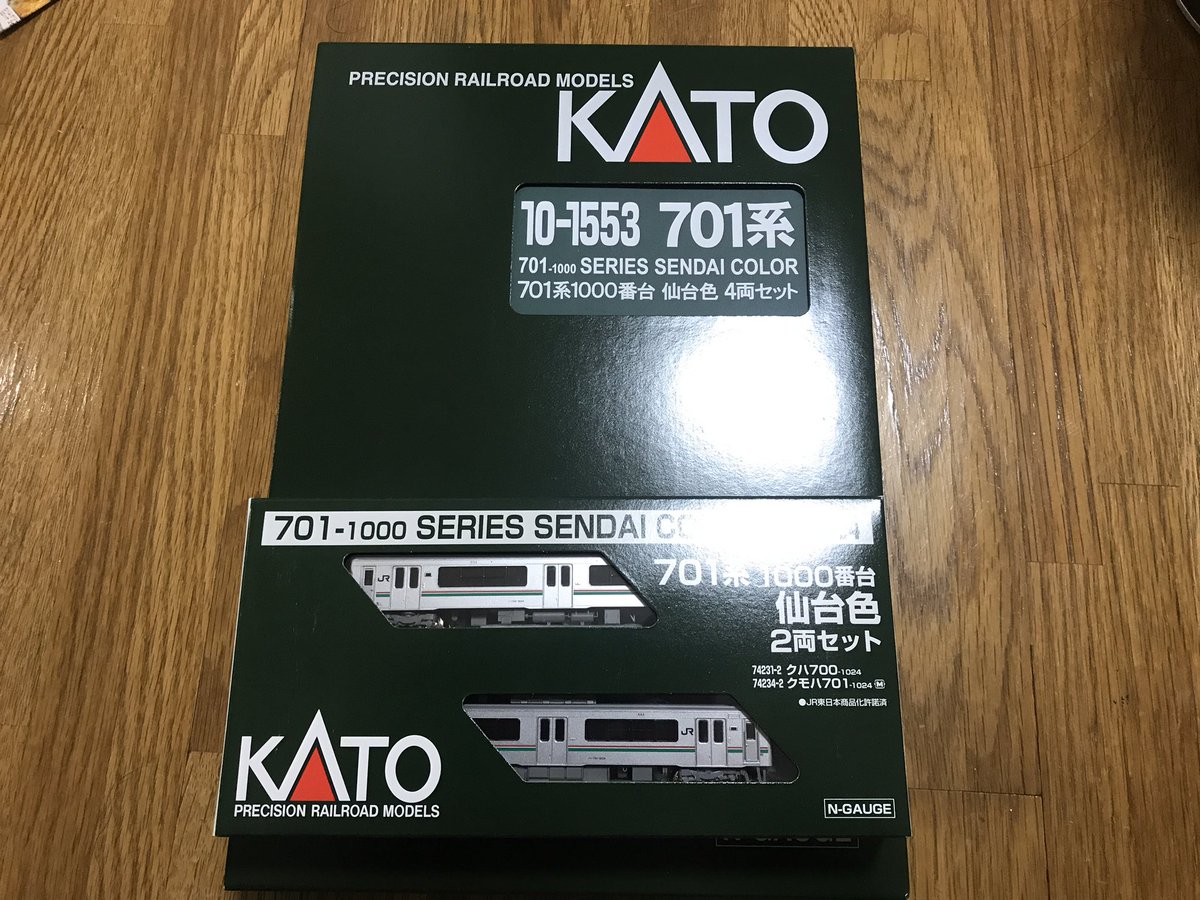 PRECISION RAILROAD MODELS
KATO
10-1553 701系
701-1000 SERIES SENDAI COLOR
701系1000番台 仙台色 4両セット
701-1000 SERIES SENDAI
701系 1000番台
仙台色
2両セット
74231-2 クハ700-1024
74234-2 クモハ701-1024 M
●JR東日本商品化許諾済
JR
JR
KATO
PRECISION RAILROAD MODELS
N-GAUGE
N-GAUGE